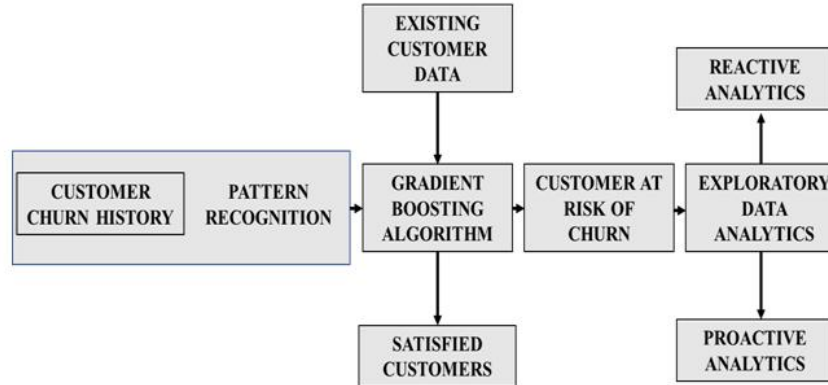 EXISTING
CUSTOMER
DATA
REACTIVE
ANALYTICS
CUSTOMER
CHURN HISTORY
PATTERN
RECOGNITION
GRADIENT
BOOSTING
ALGORITHM
CUSTOMER AT
RISK OF
CHURN
EXPLORATORY
DATA
ANALYTICS
SATISFIED
CUSTOMERS
PROACTIVE
ANALYTICS